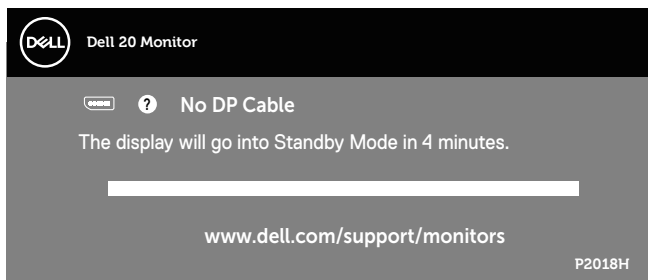 DELL
Dell 20 Monitor
? No DP Cable
The display will go into Standby Mode in 4 minutes.
www.dell.com/support/monitors
P2018H